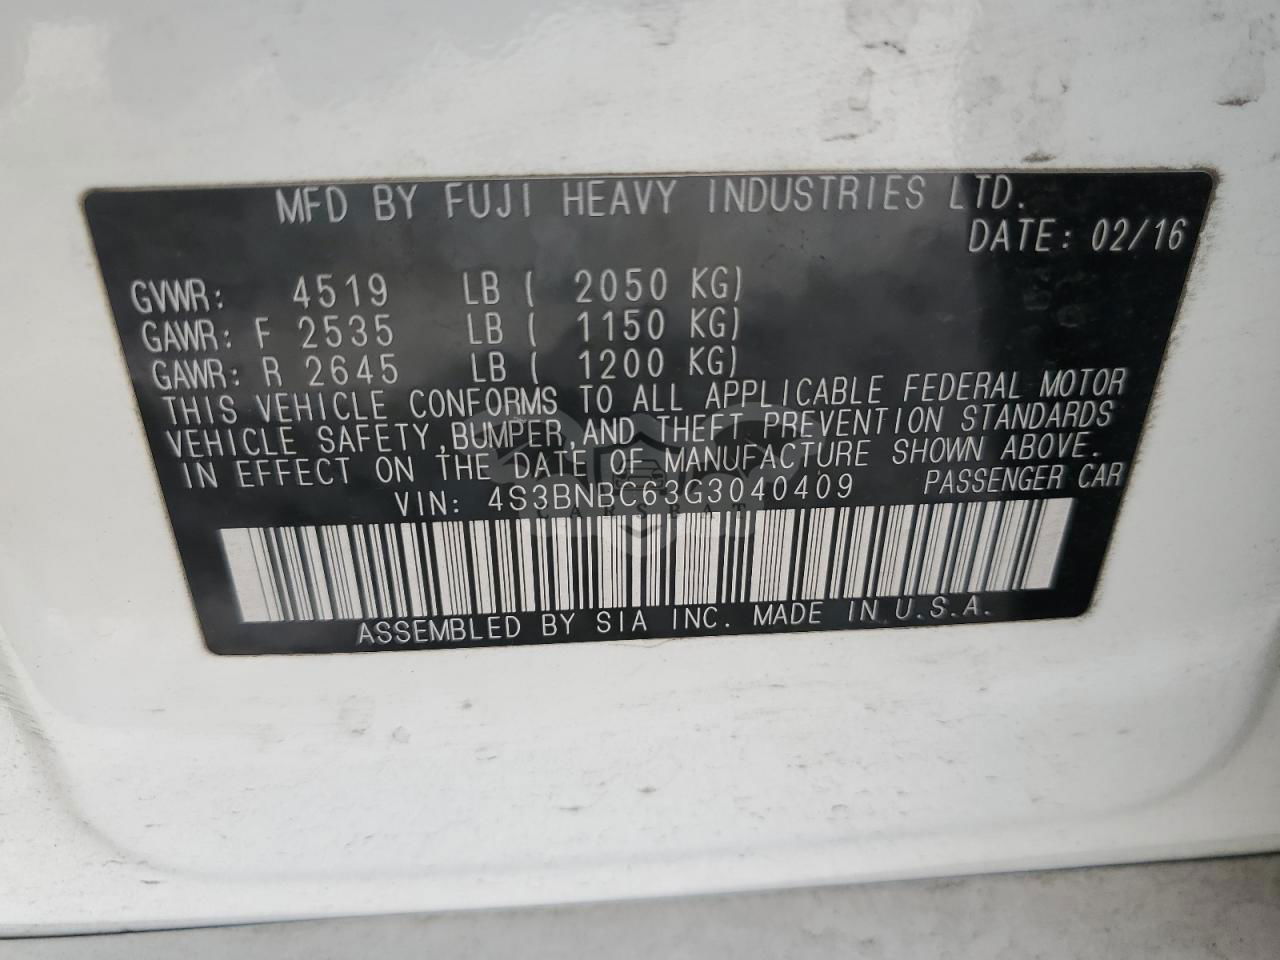 MFD BY FUJI HEAVY INDUSTRIES LTD.
DATE: 02/16
GVWR: 4519 LB ( 2050 KG)
GAWR: F 2535 LB ( 1150 KG)
GAWR: R 2645 LB ( 1200 KG)
THIS VEHICLE CONFORMS TO ALL APPLICABLE FEDERAL MOTOR
VEHICLE SAFETY,BUMPER,AND THEFT PREVENTION STANDARDS
IN EFFECT ON THE DATE OF MANUFACTURE SHOWN ABOVE.
VIN: 4S3BNBC63G3040409 PASSENGER CAR
CARSBAT
ASSEMBLED BY SIA INC. MADE IN U.S.A.